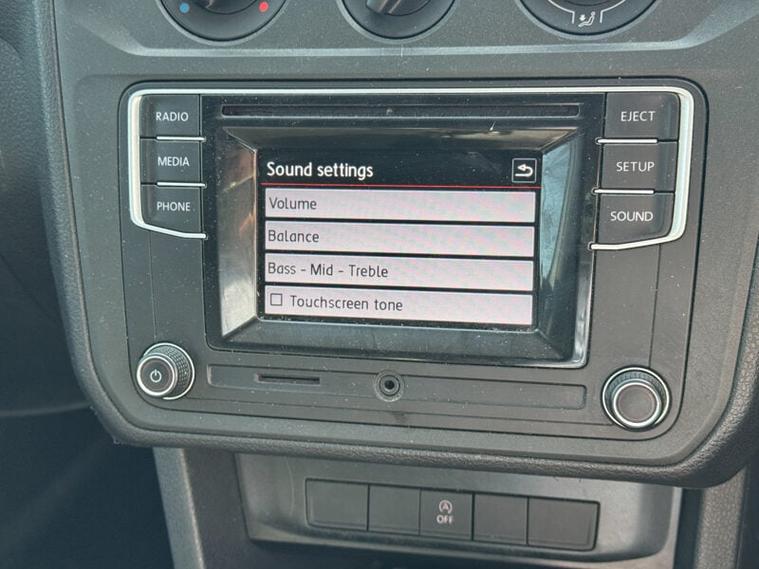 RADIO
MEDIA
PHONE
Sound settings
Volume
Balance
Bass - Mid - Treble
Touchscreen tone
EJECT
SETUP
SOUND
A
OFF